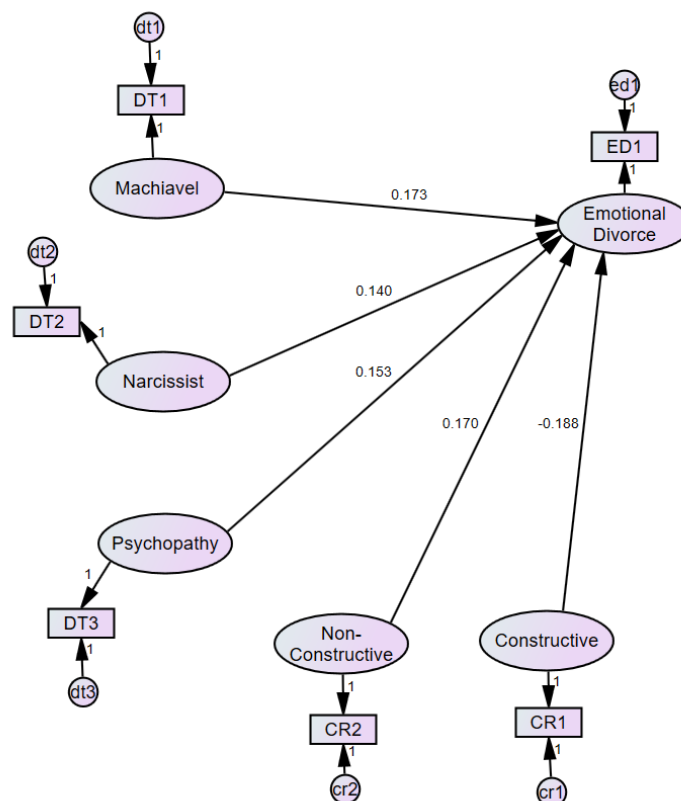 dt1
1
DT1
1
Machiavel
ed1
1
ED1
1
Emotional
Divorce
0.173
dt2
1
DT2
1
Narcissist
0.140
0.153
0.170
-0.188
Psychopathy
1
DT3
1
dt3
Non-
Constructive
1
CR2
1
cr2
Constructive
1
CR1
1
cr1